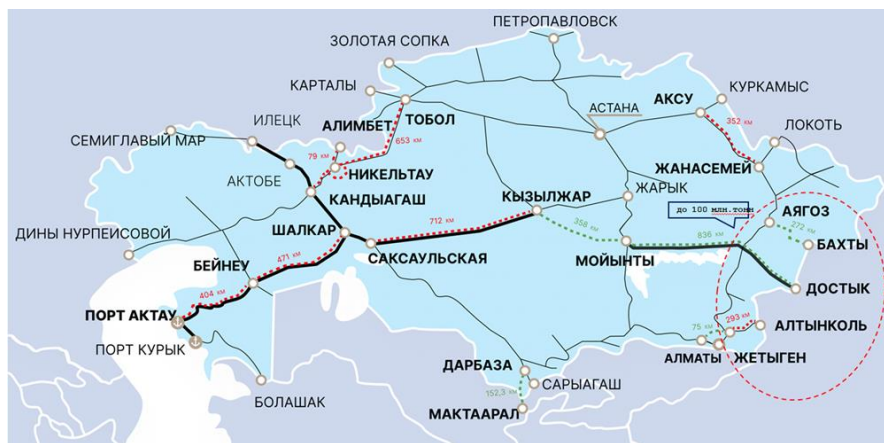 ПЕТРОПАВЛОВСК
ЗОЛОТАЯ СОПКА
КАРТАЛЫ
ТОБОЛ
АЛИМБЕТ
653 км
79 км
НИКЕЛЬТАУ
ИЛЕЦК
СЕМИГЛАВЫЙ МАР
АКТОБЕ
КАНДЫАГАШ
АСТАНА
АКСУ
КУРКАМЫС
352 км
ЛОКОТЬ
ЖАНАСЕМЕЙ
КЫЗЫЛЖАР
ЖАРЫК
до 100 млн.тонн
АЯГОЗ
272 км
БАХТЫ
ДИНЫ НУРПЕИСОВОЙ
ШАЛКАР
712 км
358 км
836 км
САКСАУЛЬСКАЯ
МОЙЫНТЫ
БЕЙНЕУ
471 км
404 км
ДОСТЫК
ПОРТ АКТАУ
ПОРТ КУРЫК
293 км
75 км
АЛТЫНКОЛЬ
АЛМАТЫ
ЖЕТЫГЕН
БОЛАШАК
ДАРБАЗА
САРЫАГАШ
152,3 км
МАКТААРАЛ